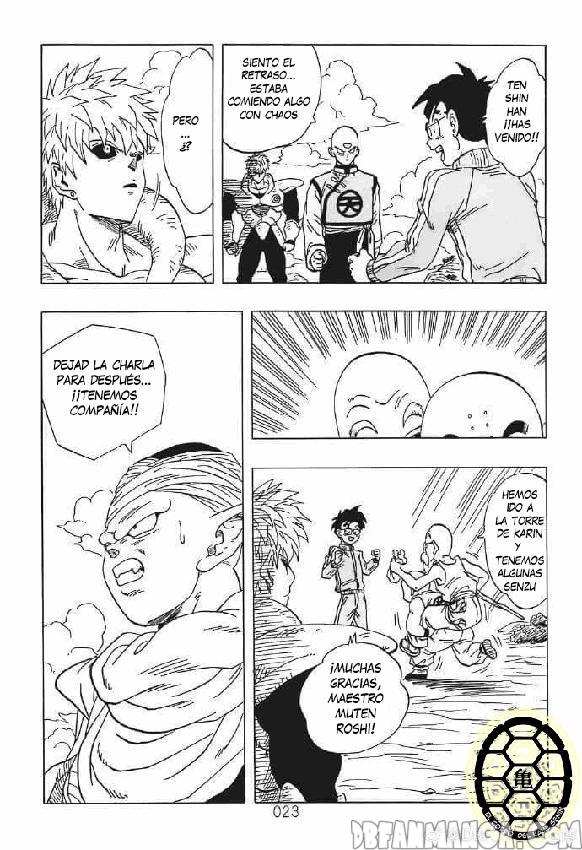 TEN
SHIN
HAN
¡¡HAS
VENIDO!!
SIENTO EL
RETRASO...
ESTABA
COMIENDO ALGO
CON CHAOS
天
PERO
...
¿?
HEMOS
IDO A
LA TORRE
DE KARIN
Y
TENEMOS
ALGUNAS
SENZU
¡MUCHAS
GRACIAS,
MAESTRO
MUTEN
ROSHI!
DEJAD LA CHARLA
PARA DESPUÉS...
¡¡TENEMOS
COMPAÑÍA!!
亀
023
DBFANMANGA.COM